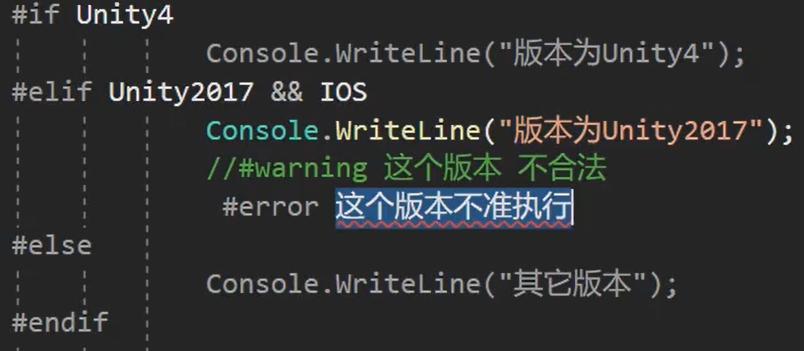 #if Unity4
Console.WriteLine("版本为Unity4");
#elif Unity2017 && IOS
Console.WriteLine("版本为Unity2017");
//#warning 这个版本 不合法
#error 这个版本不准执行
#else
Console.WriteLine("其它版本");
#endif